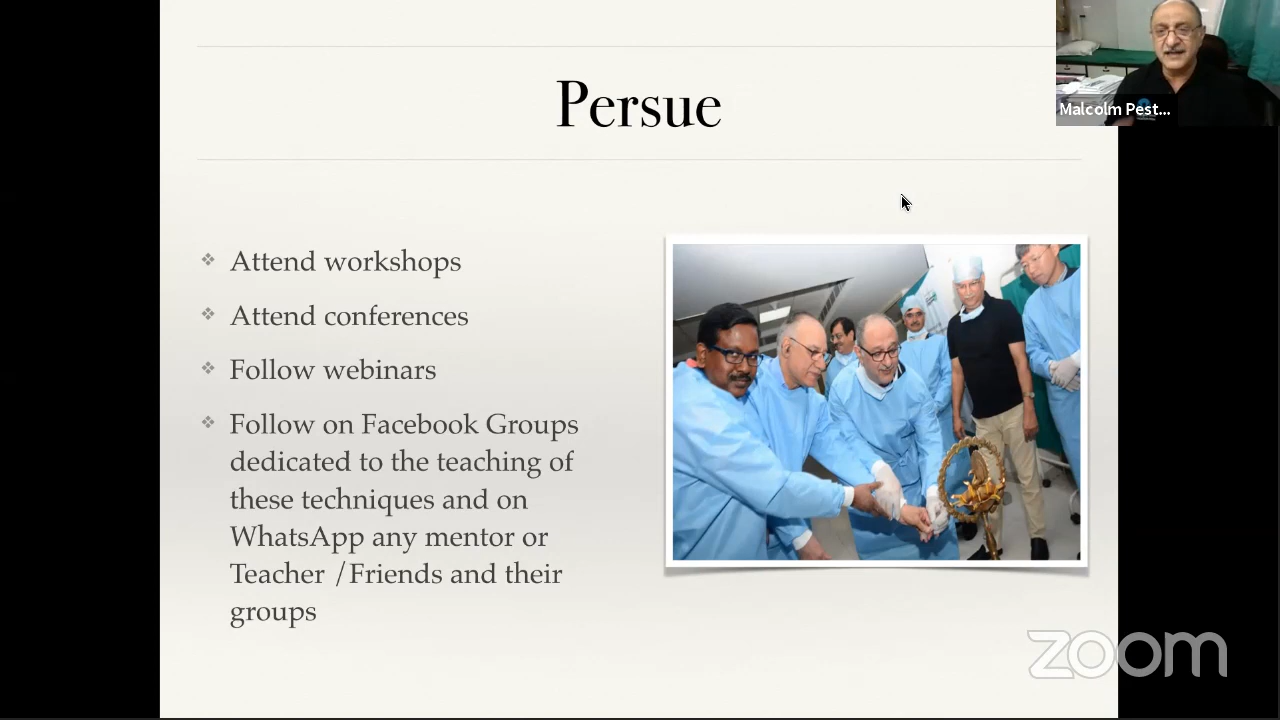 Persue
Malcolm Pest...
Attend workshops
Attend conferences
Follow webinars
Follow on Facebook Groups
dedicated to the teaching of
these techniques and on
WhatsApp any mentor or
Teacher /Friends and their
groups
zoom